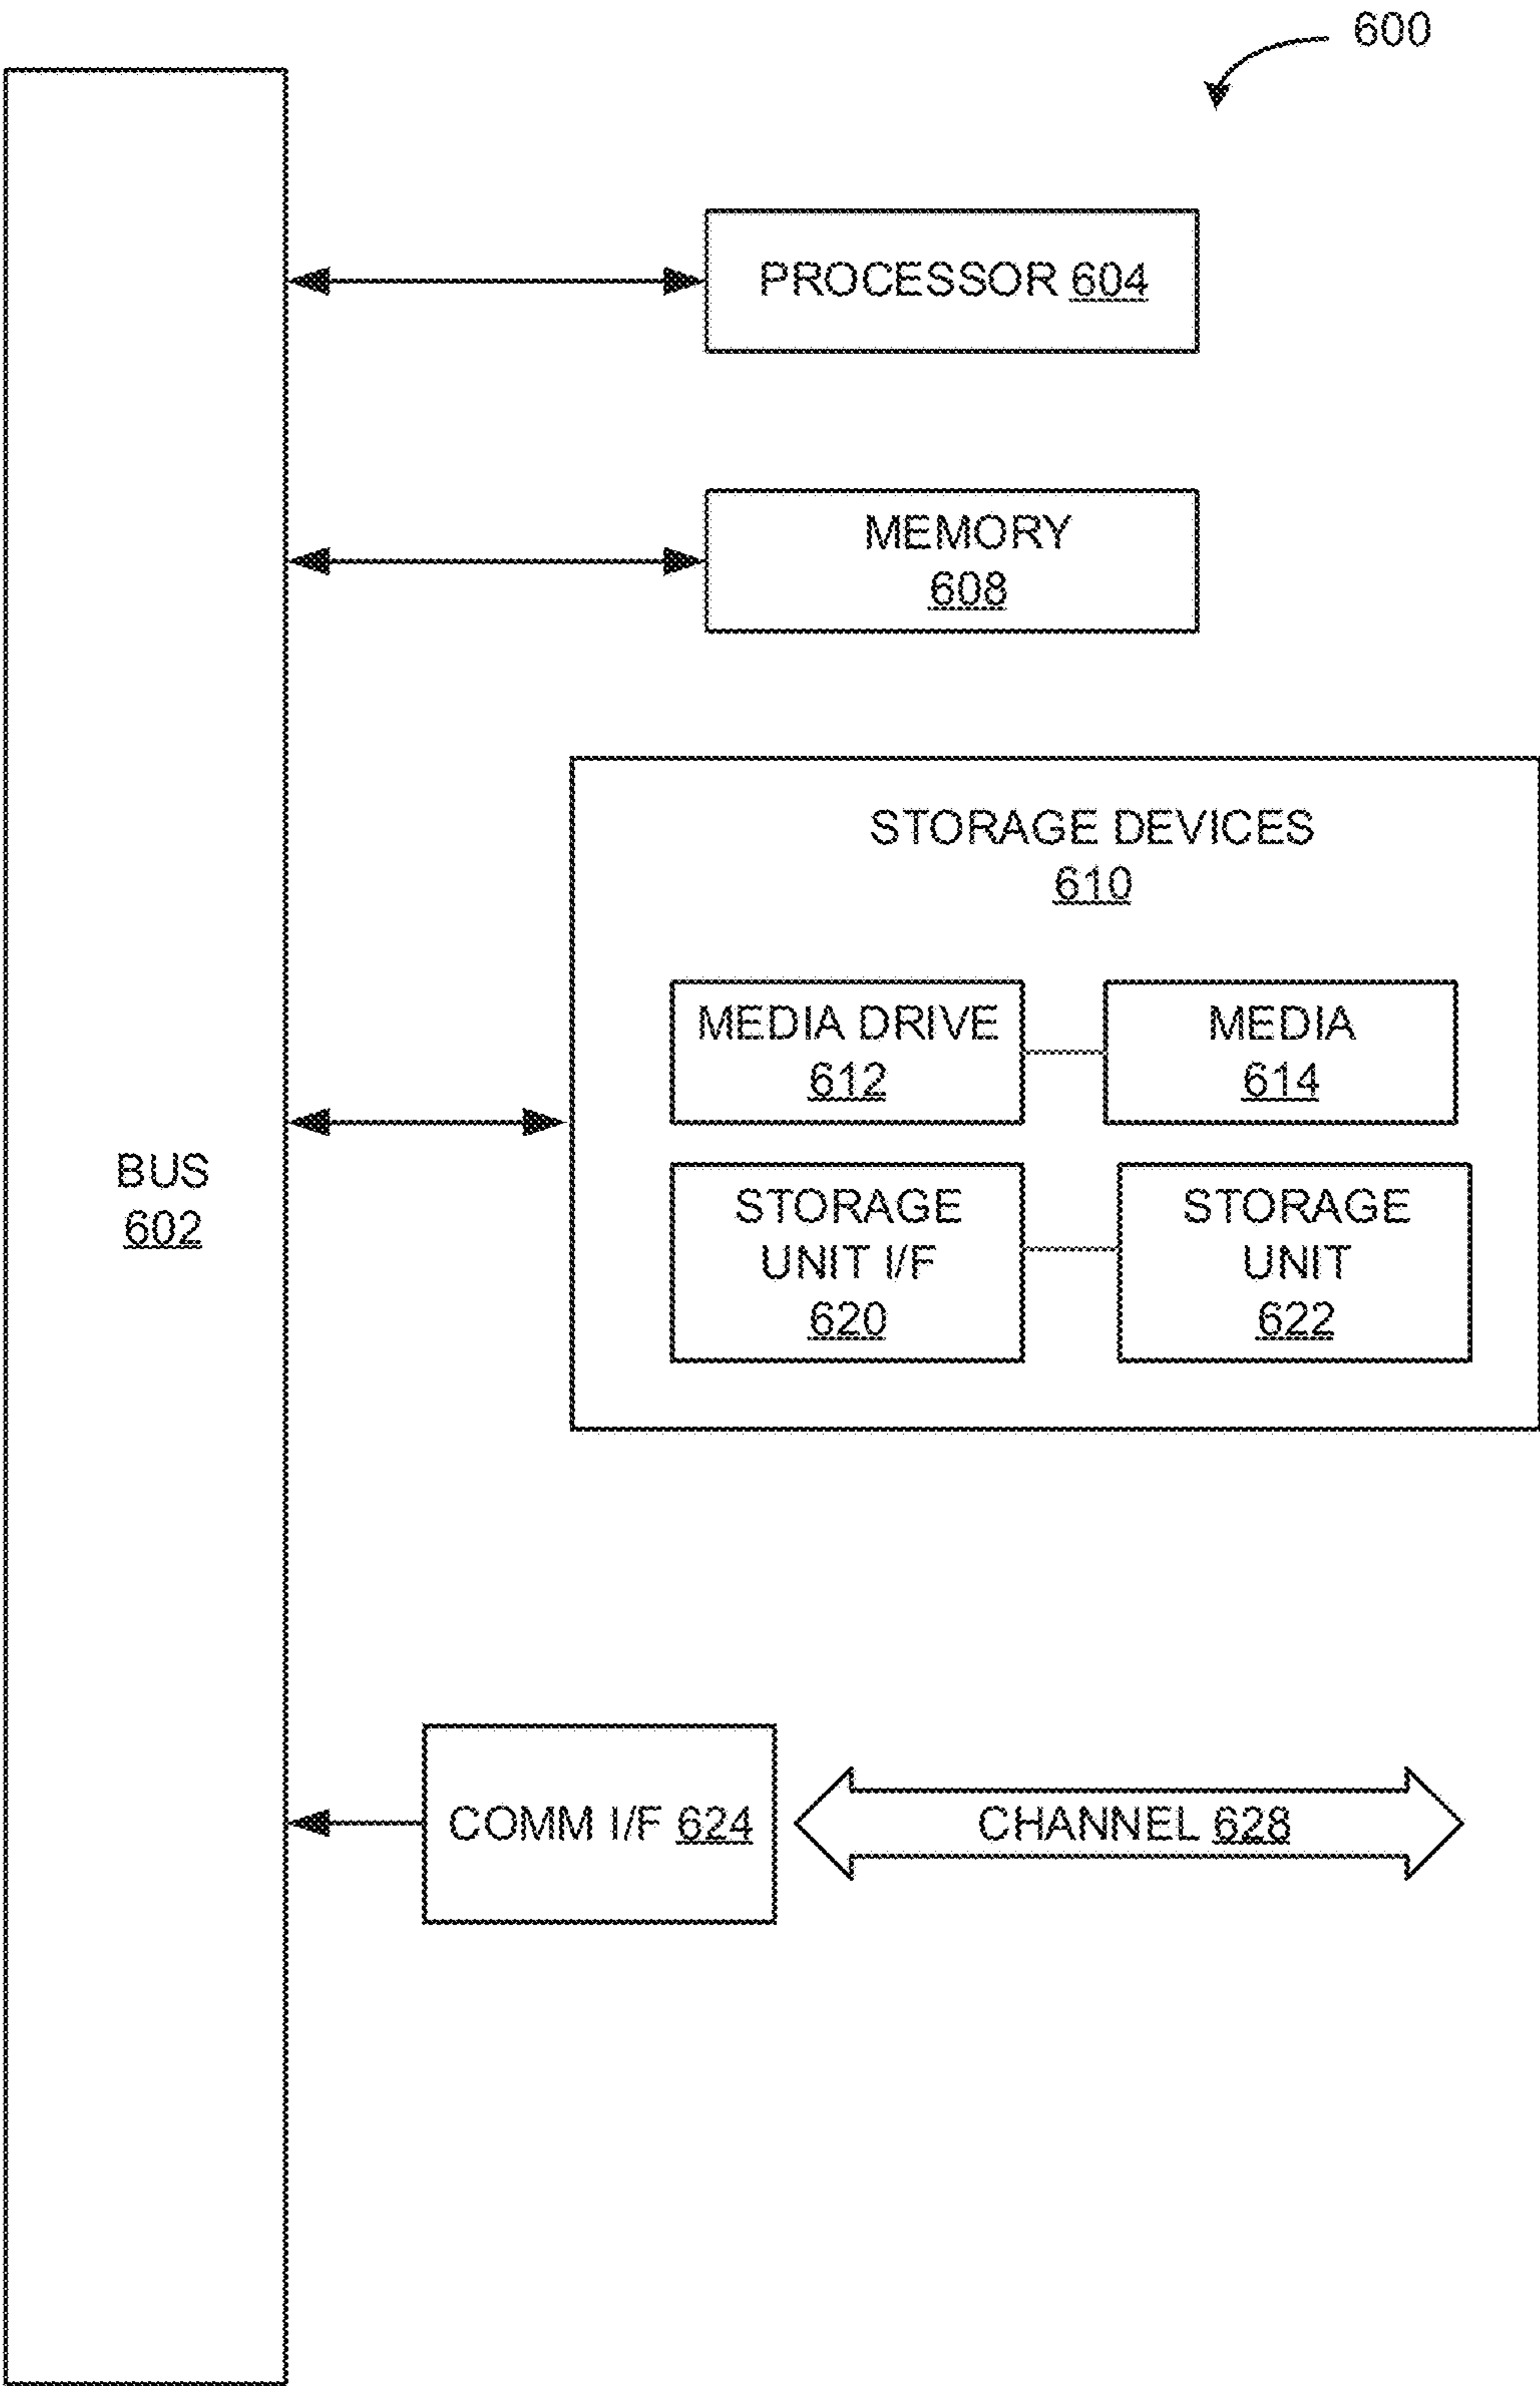 600
PROCESSOR 604
MEMORY
608
STORAGE DEVICES
610
MEDIA DRIVE
612
MEDIA
614
BUS
602
STORAGE
UNIT I/F
620
STORAGE
UNIT
622
COMM I/F 624
CHANNEL 628